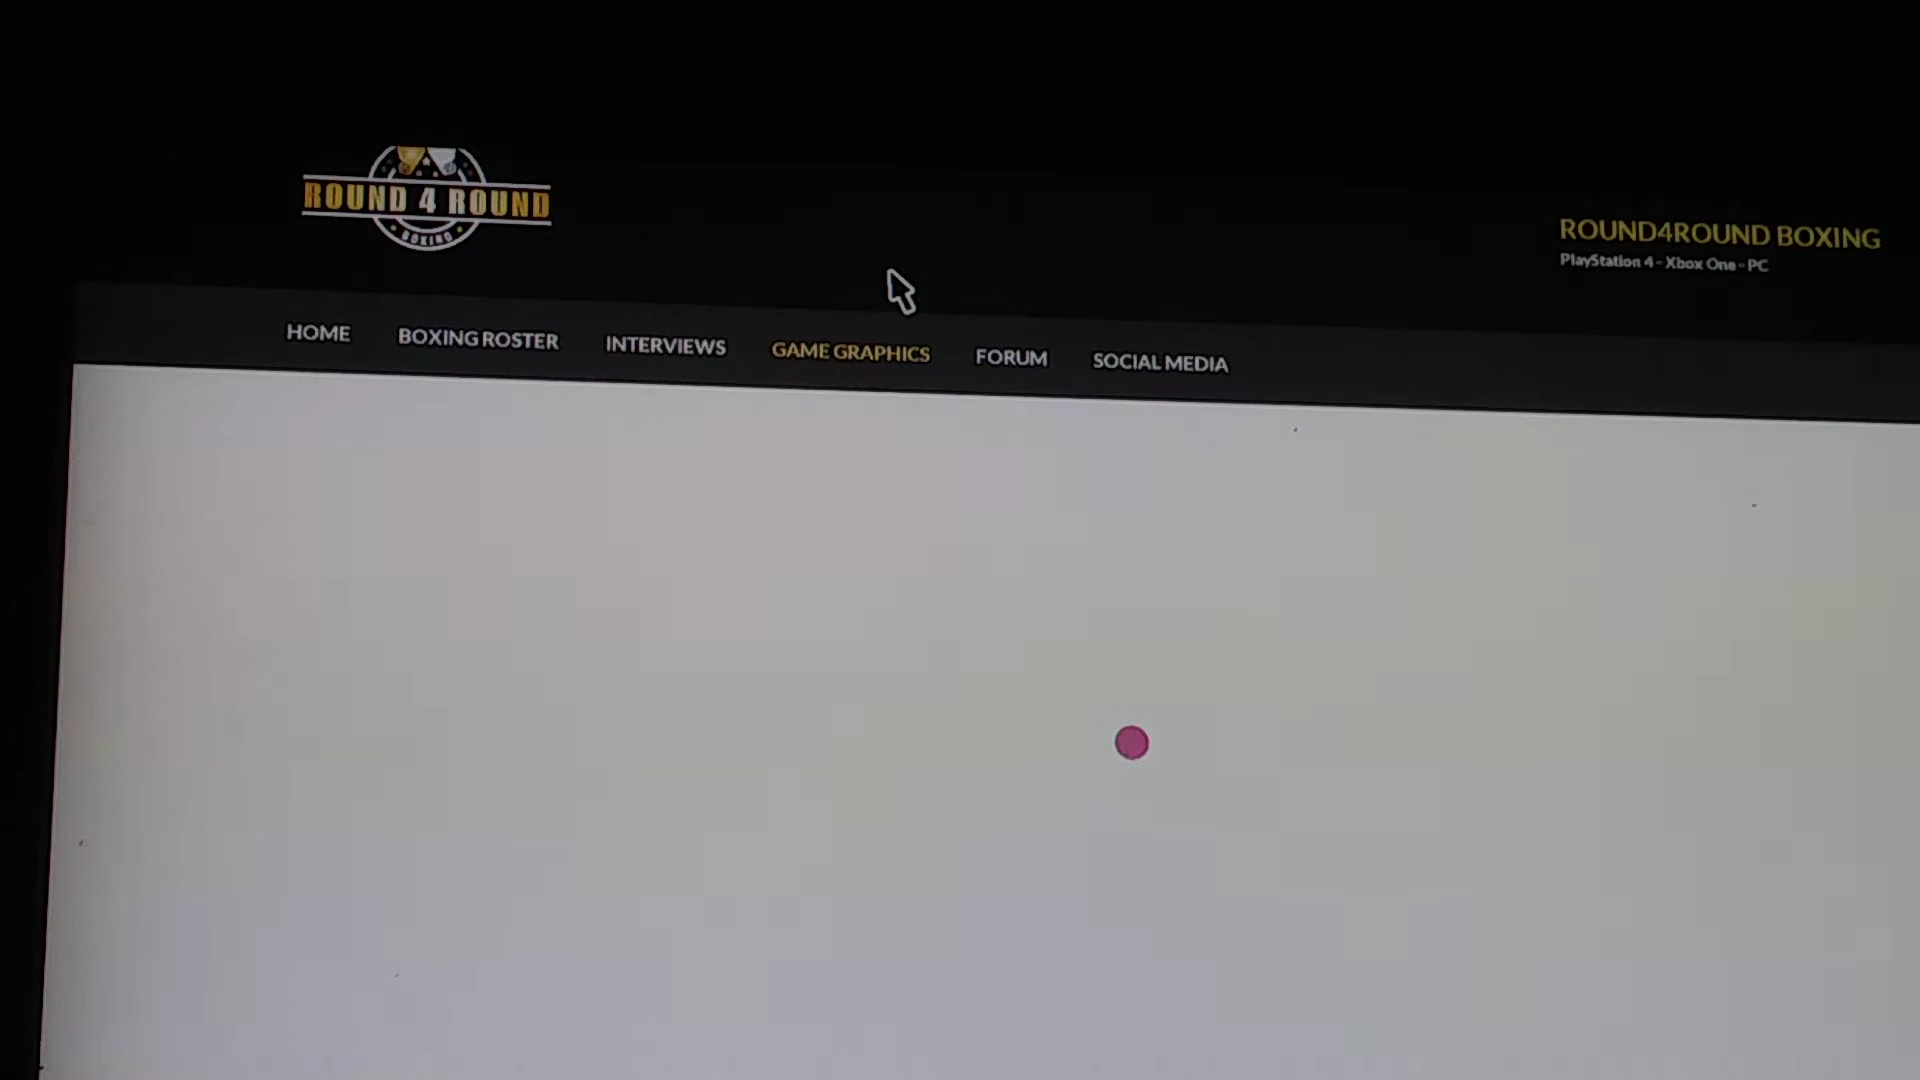 ROUND 4 ROUND
BOXING
ROUND4ROUND BOXING
PlayStation 4 - Xbox One - PC
HOME BOXING ROSTER INTERVIEWS GAME GRAPHICS FORUM SOCIAL MEDIA